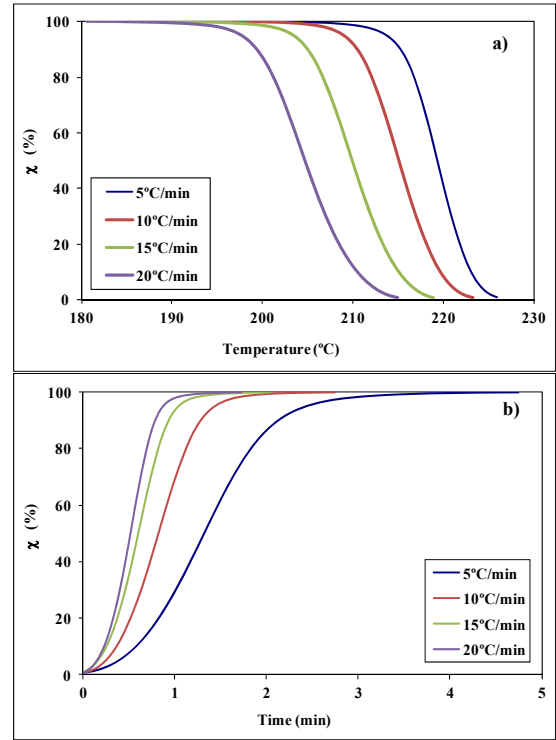 a)
100
80
60
40
20
0
χ (%)
5ºC/min
10ºC/min
15ºC/min
20ºC/min
180 190 200 210 220 230
Temperature (ºC)
b)
100
80
60
40
20
0
χ (%)
5ºC/min
10ºC/min
15ºC/min
20ºC/min
0 1 2 3 4 5
Time (min)